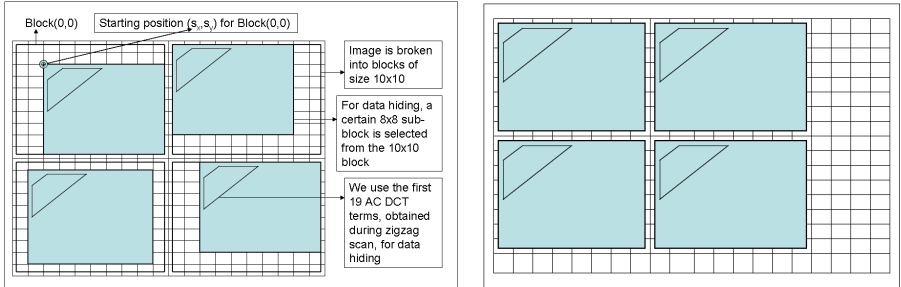 Block(0,0)
Starting position (sx,sy) for Block(0,0)
Image is broken
into blocks of
size 10x10
For data hiding, a
certain 8x8 sub-
block is selected
from the 10x10
block
We use the first
19 AC DCT
terms, obtained
during zigzag
scan, for data
hiding